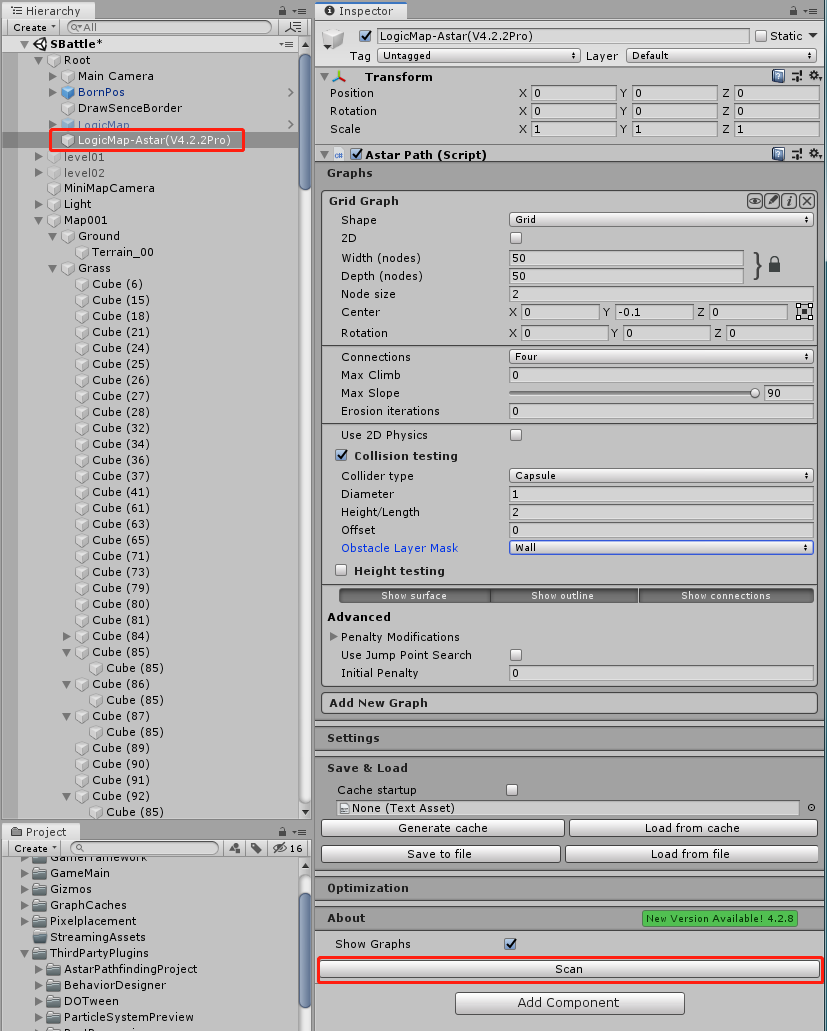 Hierarchy
Create
All
SBattle*
Root
Main Camera
BornPos
DrawSenceBorder
LogicMap
LogicMap-Astar(V4.2.2Pro)
level01
level02
MiniMapCamera
Light
Map001
Ground
Terrain_00
Grass
Cube (6)
Cube (15)
Cube (18)
Cube (21)
Cube (24)
Cube (25)
Cube (26)
Cube (27)
Cube (28)
Cube (32)
Cube (34)
Cube (36)
Cube (37)
Cube (41)
Cube (61)
Cube (63)
Cube (65)
Cube (71)
Cube (73)
Cube (79)
Cube (80)
Cube (81)
Cube (84)
Cube (85)
Cube (85)
Cube (86)
Cube (85)
Cube (87)
Cube (85)
Cube (89)
Cube (90)
Cube (91)
Cube (92)
Cube (85)
Project
Create
16
GameFramework
GameMain
Gizmos
GraphCaches
Pixelplacement
StreamingAssets
ThirdPartyPlugins
AstarPathfindingProject
BehaviorDesigner
DOTween
ParticleSystemPreview
Inspector
LogicMap-Astar(V4.2.2Pro) Static
Tag Untagged Layer Default
Transform
Position X 0 Y 0 Z 0
Rotation X 0 Y 0 Z 0
Scale X 1 Y 1 Z 1
Astar Path (Script)
Graphs
Grid Graph
Shape Grid
2D
Width (nodes) 50
Depth (nodes) 50
Node size 2
Center X 0 Y -0.1 Z 0
Rotation X 0 Y 0 Z 0
Connections Four
Max Climb 0
Max Slope 90
Erosion iterations 0
Use 2D Physics
Collision testing
Collider type Capsule
Diameter 1
Height/Length 2
Offset 0
Obstacle Layer Mask Wall
Height testing
Show surface Show outline Show connections
Advanced
Penalty Modifications
Use Jump Point Search
Initial Penalty 0
Add New Graph
Settings
Save & Load
Cache startup
None (Text Asset)
Generate cache Load from cache
Save to file Load from file
Optimization
About New Version Available! 4.2.8
Show Graphs
Scan
Add Component